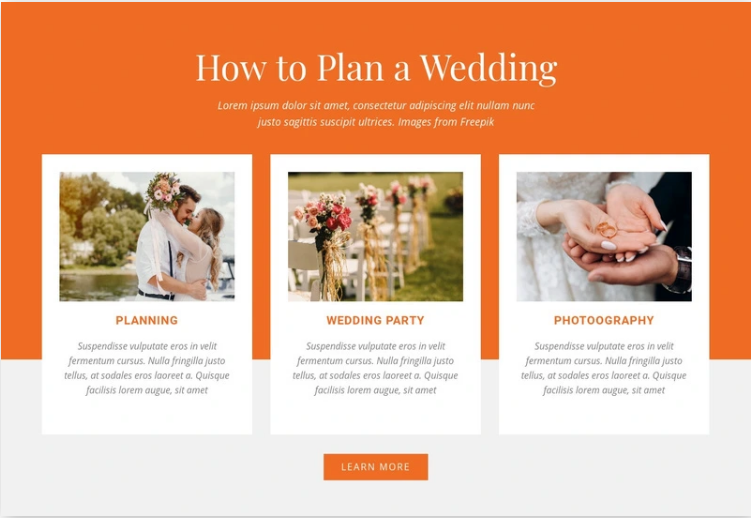 How to Plan a Wedding
Lorem ipsum dolor sit amet, consectetur adipiscing elit nullam nunc
justo sagittis suscipit ultrices. Images from Freepik
PLANNING
Suspendisse vulputate eros in velit
fermentum cursus. Nulla fringilla justo
tellus, at sodales eros laoreet a. Quisque
facilisis lorem augue, sit amet
WEDDING PARTY
Suspendisse vulputate eros in velit
fermentum cursus. Nulla fringilla justo
tellus, at sodales eros laoreet a. Quisque
facilisis lorem augue, sit amet
PHOTOOGRAPHY
Suspendisse vulputate eros in velit
fermentum cursus. Nulla fringilla justo
tellus, at sodales eros laoreet a. Quisque
facilisis lorem augue, sit amet
LEARN MORE